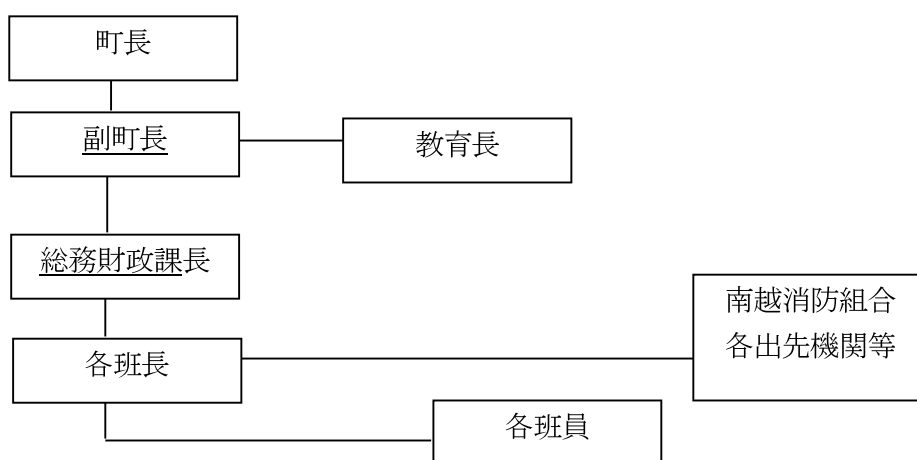 町長
副町長
教育長
総務財政課長
南越消防組合
各出先機関等
各班長
各班員